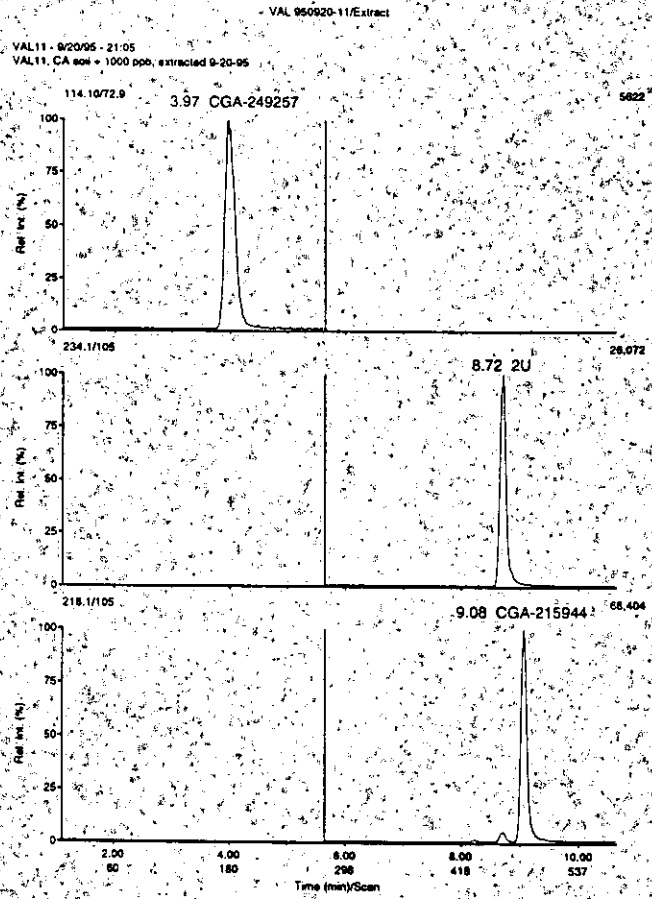 VAL 950920-11/Extract
VAL11 - 9/20/95 - 21:05
VAL11, CA soil + 1000 ppb, extracted 9-20-95
114.10/72.9
3.97 CGA-249257
5622
100
75
50
25
0
Rel. Int. (%)
234.1/105
8.72 2U
26,072
100
75
50
25
0
Rel. Int. (%)
218.1/105
9.08 CGA-215944
68,404
100
75
50
25
0
Rel. Int. (%)
2.00 4.00 6.00 8.00 10.00
60 180 298 418 537
Time (min)/Scan